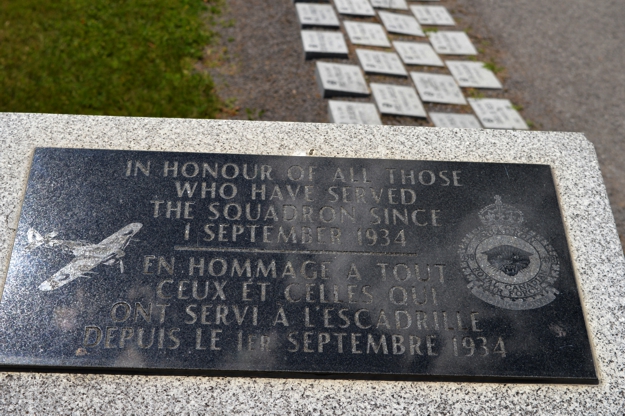 IN HONOUR OF ALL THOSE
WHO HAVE SERVED
THE SQUADRON SINCE
1 SEPTEMBER 1934
EN HOMMAGE A TOUT
CEUX ET CELLES QUI
ONT SERVI A L'ESCADRILLE
DEPUIS LE 1er SEPTEMBRE 1934